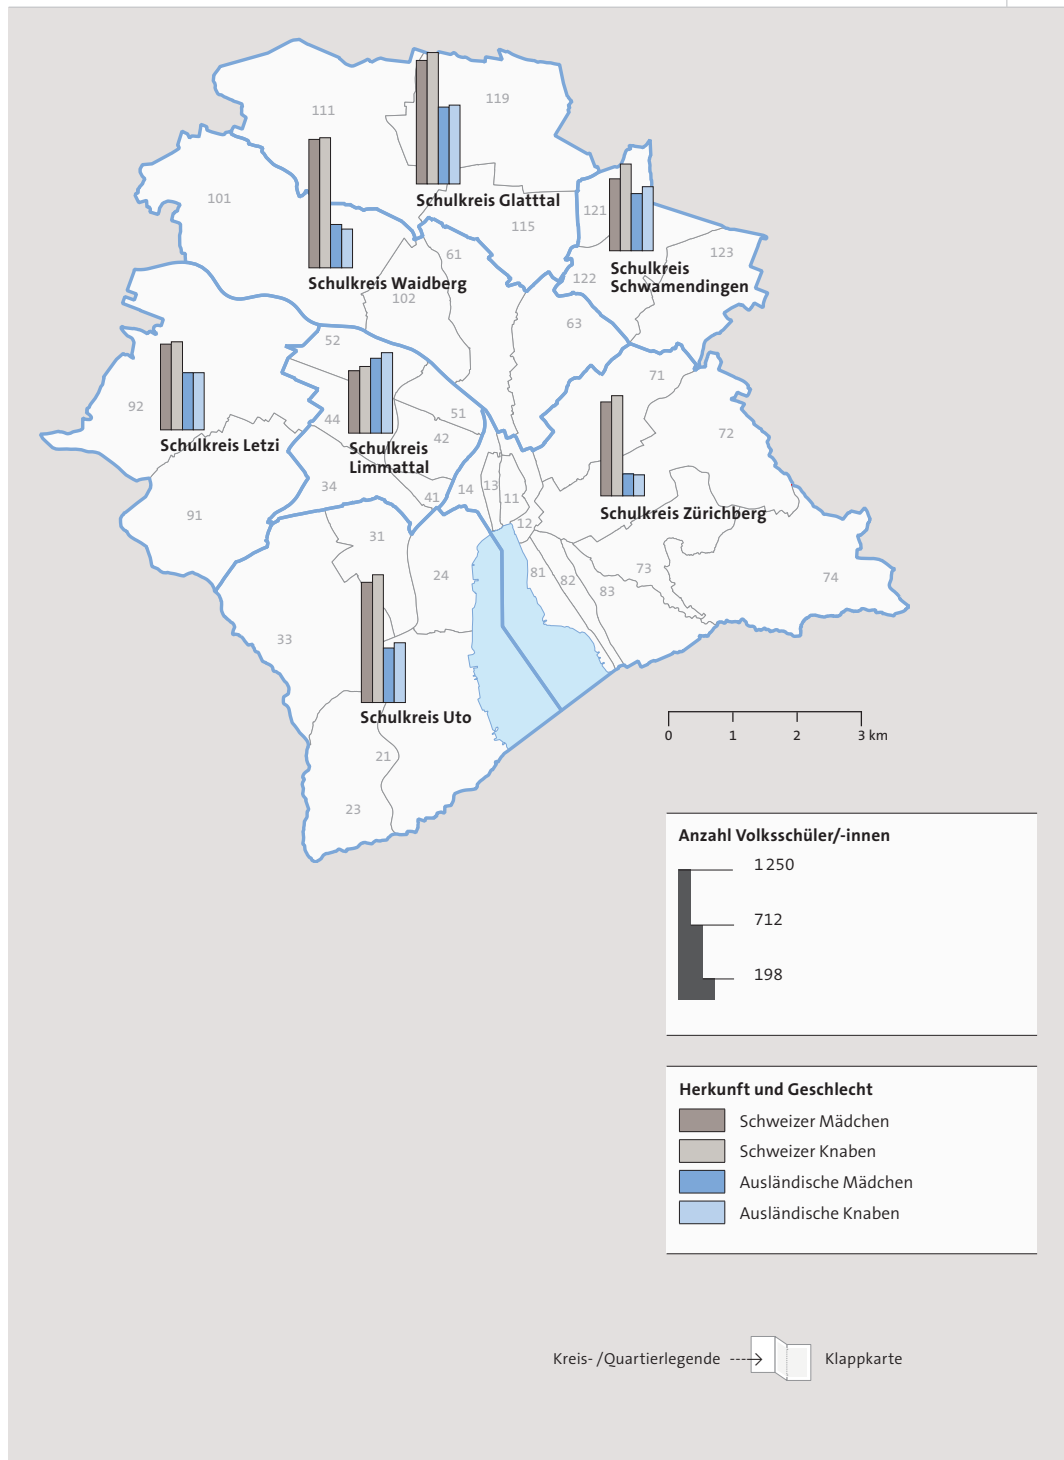 111
119
101
Schulkreis Glatttal
121
115
123
61
Schulkreis
Schwamendingen
122
Schulkreis Waidberg
102
63
52
71
92
44
51
72
42
Schulkreis Letzi
Schulkreis
Limmattal
34
41
14
13
11
12
Schulkreis Zürichberg
91
31
24
81
82
83
73
74
33
Schulkreis Uto
21
23
0 1 2 3 km
Anzahl Volksschüler/-innen
1 250
712
198
Herkunft und Geschlecht
Schweizer Mädchen
Schweizer Knaben
Ausländische Mädchen
Ausländische Knaben
Kreis- /Quartierlegende Klappkarte